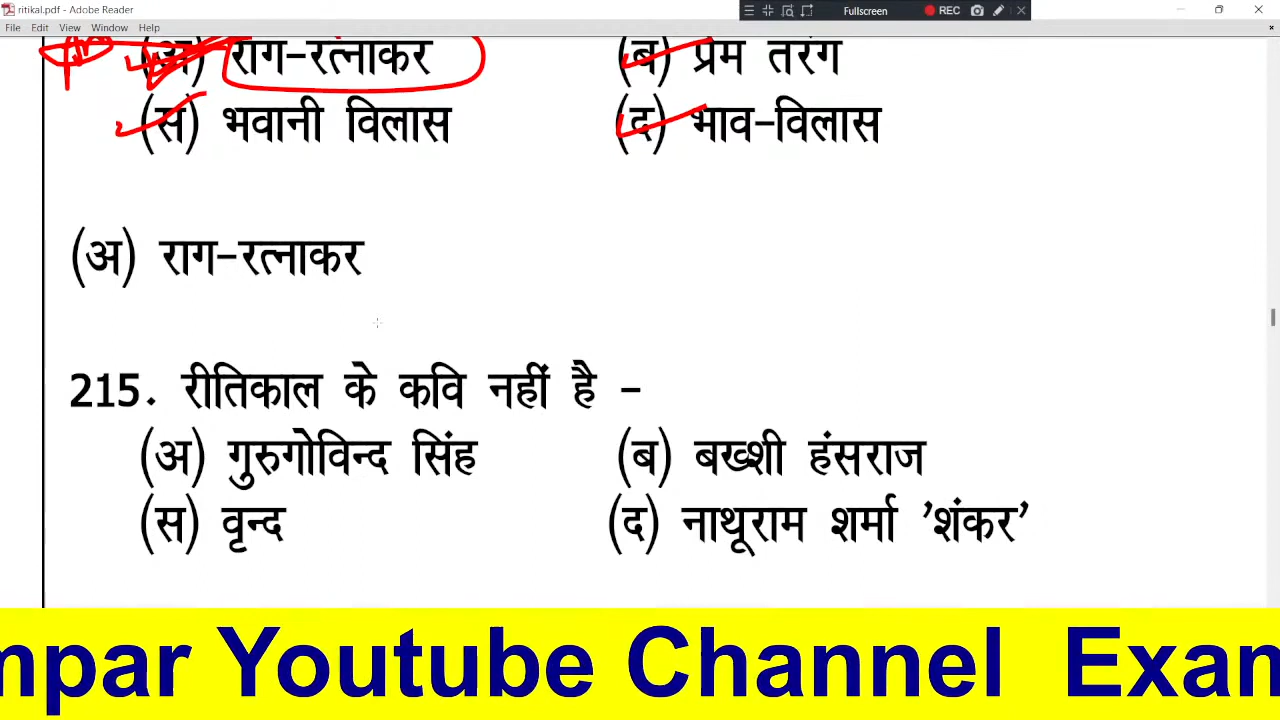 ritikal.pdf - Adobe Reader
Fullscreen REC
File Edit View Window Help
(अ) राग-रत्नाकर (ब) प्रेम तरंग
(स) भवानी विलास (द) भाव-विलास
(अ) राग-रत्नाकर
215. रीतिकाल के कवि नहीं है -
(अ) गुरुगोविन्द सिंह (ब) बख्शी हंसराज
(स) वृन्द (द) नाथूराम शर्मा ’शंकर’
mpar Youtube Channel Exan